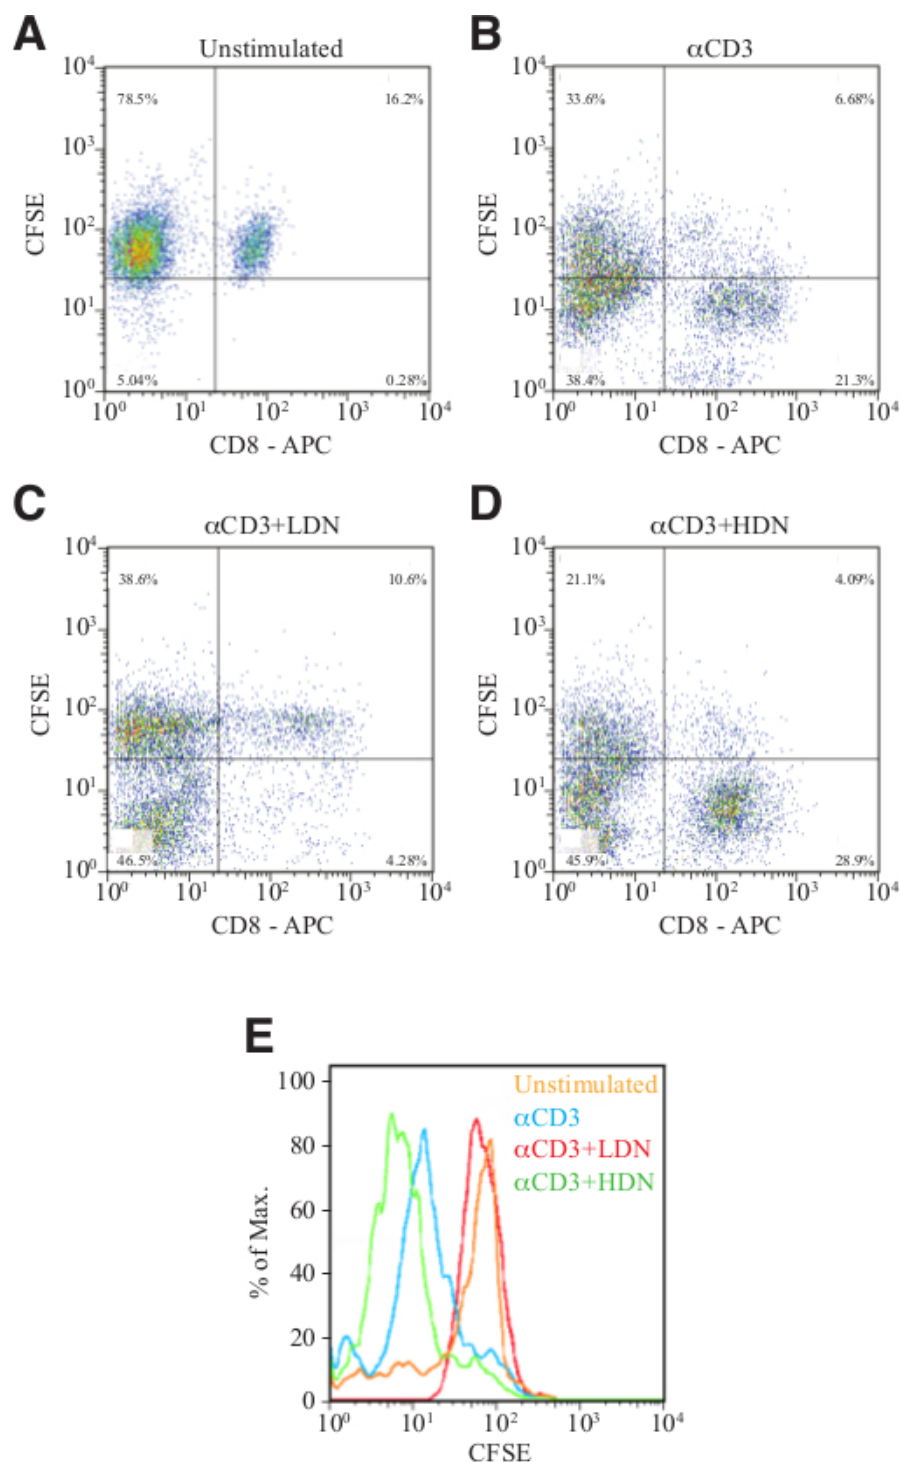 A
Unstimulated
10⁴
78.5%
16.2%
10³
10²
10¹
10⁰
5.04%
0.28%
CFSE
10⁰ 10¹ 10² 10³ 10⁴
CD8 - APC
B
αCD3
10⁴
33.6%
6.68%
10³
10²
10¹
10⁰
38.4%
21.3%
CFSE
10⁰ 10¹ 10² 10³ 10⁴
CD8 - APC
C
αCD3+LDN
10⁴
38.6%
10.6%
10³
10²
10¹
10⁰
46.5%
4.28%
CFSE
10⁰ 10¹ 10² 10³ 10⁴
CD8 - APC
D
αCD3+HDN
10⁴
21.1%
4.09%
10³
10²
10¹
10⁰
45.9%
28.9%
CFSE
10⁰ 10¹ 10² 10³ 10⁴
CD8 - APC
E
100
80
60
40
20
0
% of Max.
Unstimulated
αCD3
αCD3+LDN
αCD3+HDN
10⁰ 10¹ 10² 10³ 10⁴
CFSE